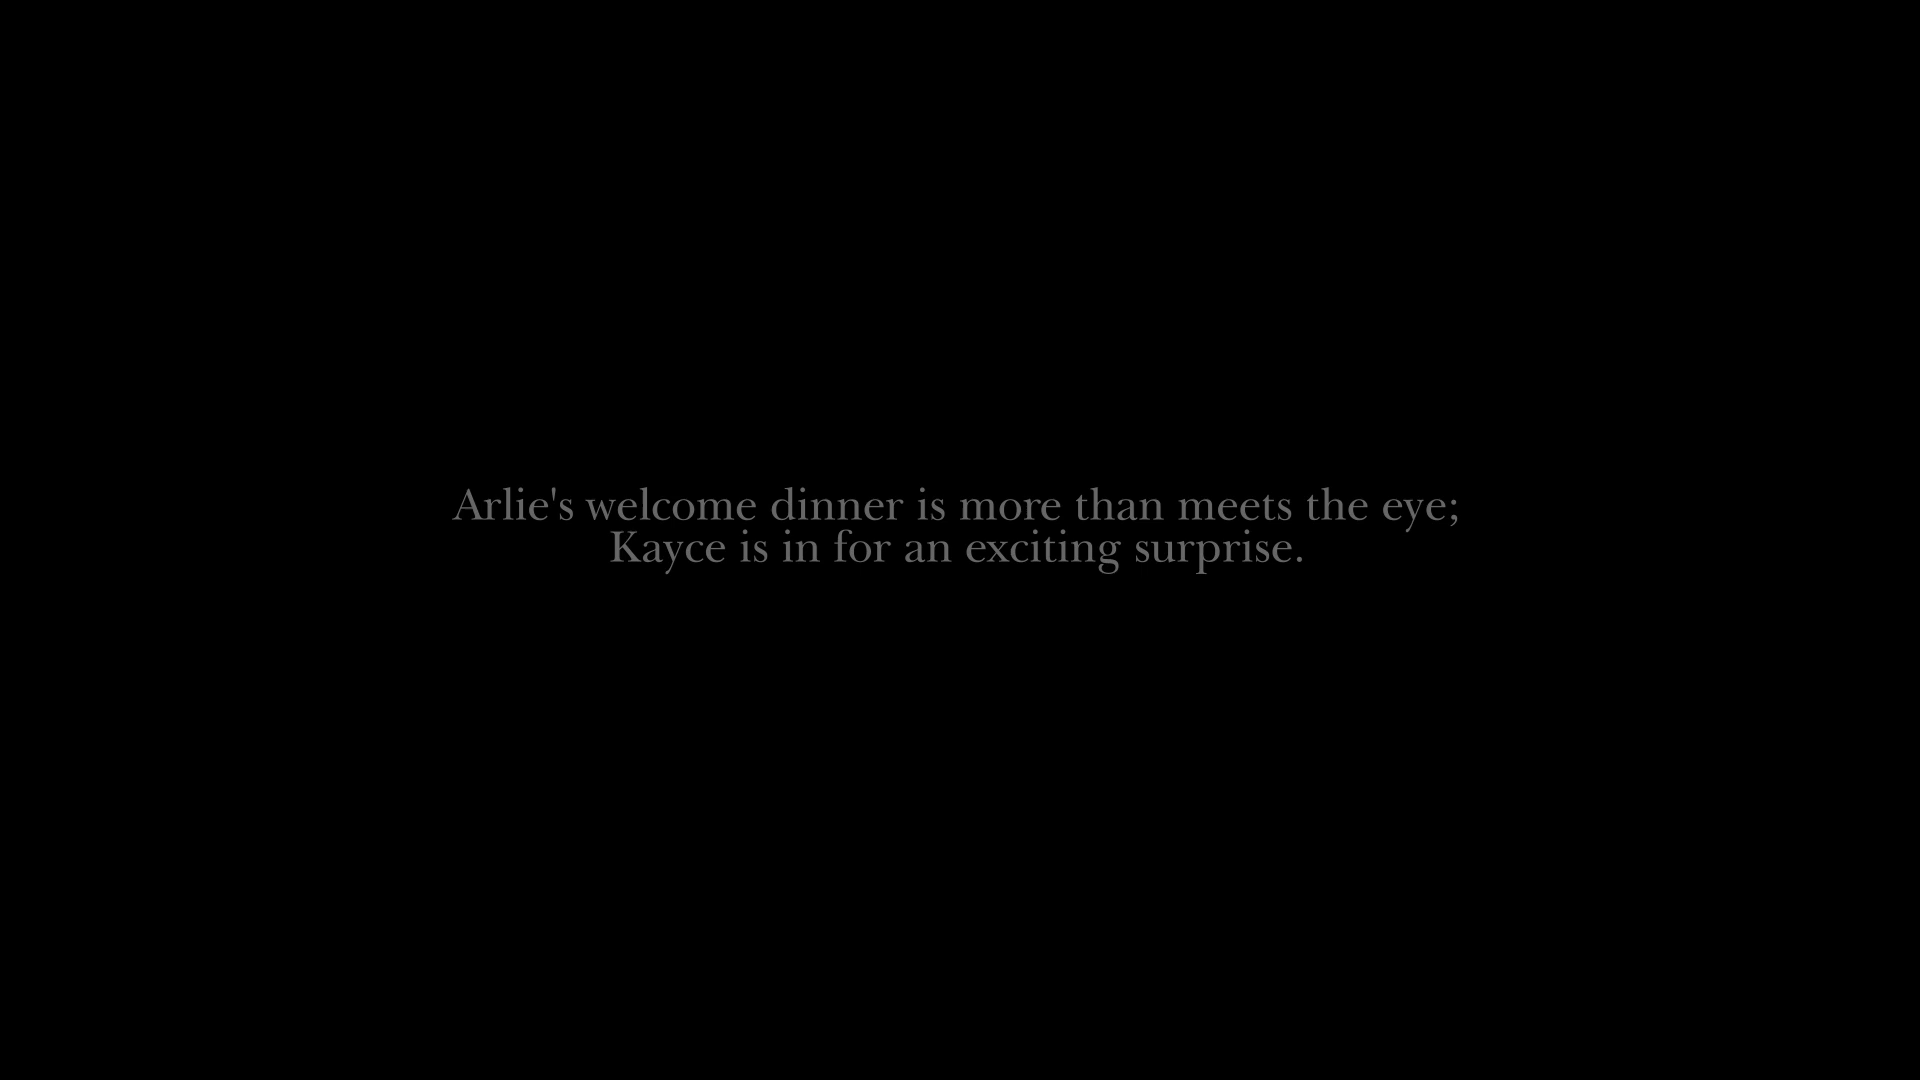 Arlie's welcome dinner is more than meets the eye;
Kayce is in for an exciting surprise.